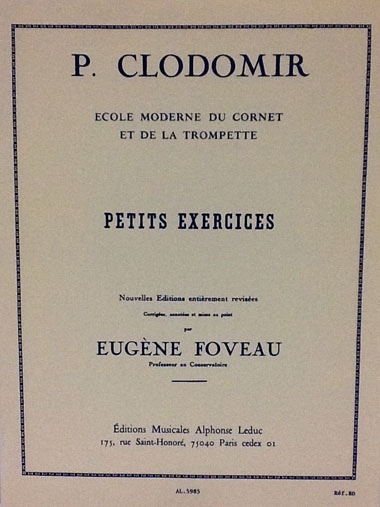 P. CLODOMIR
ECOLE MODERNE DU CORNET
ET DE LA TROMPETTE
PETITS EXERCICES
Nouvelles Editions entièrement revisées
Corrigées, annotées et mises au point
par
EUGÈNE FOVEAU
Professeur au Conservatoire
Éditions Musicales Alphonse Leduc
175, rue Saint-Honoré, 75040 Paris cedex 01
AL. 5985
Réf. BD